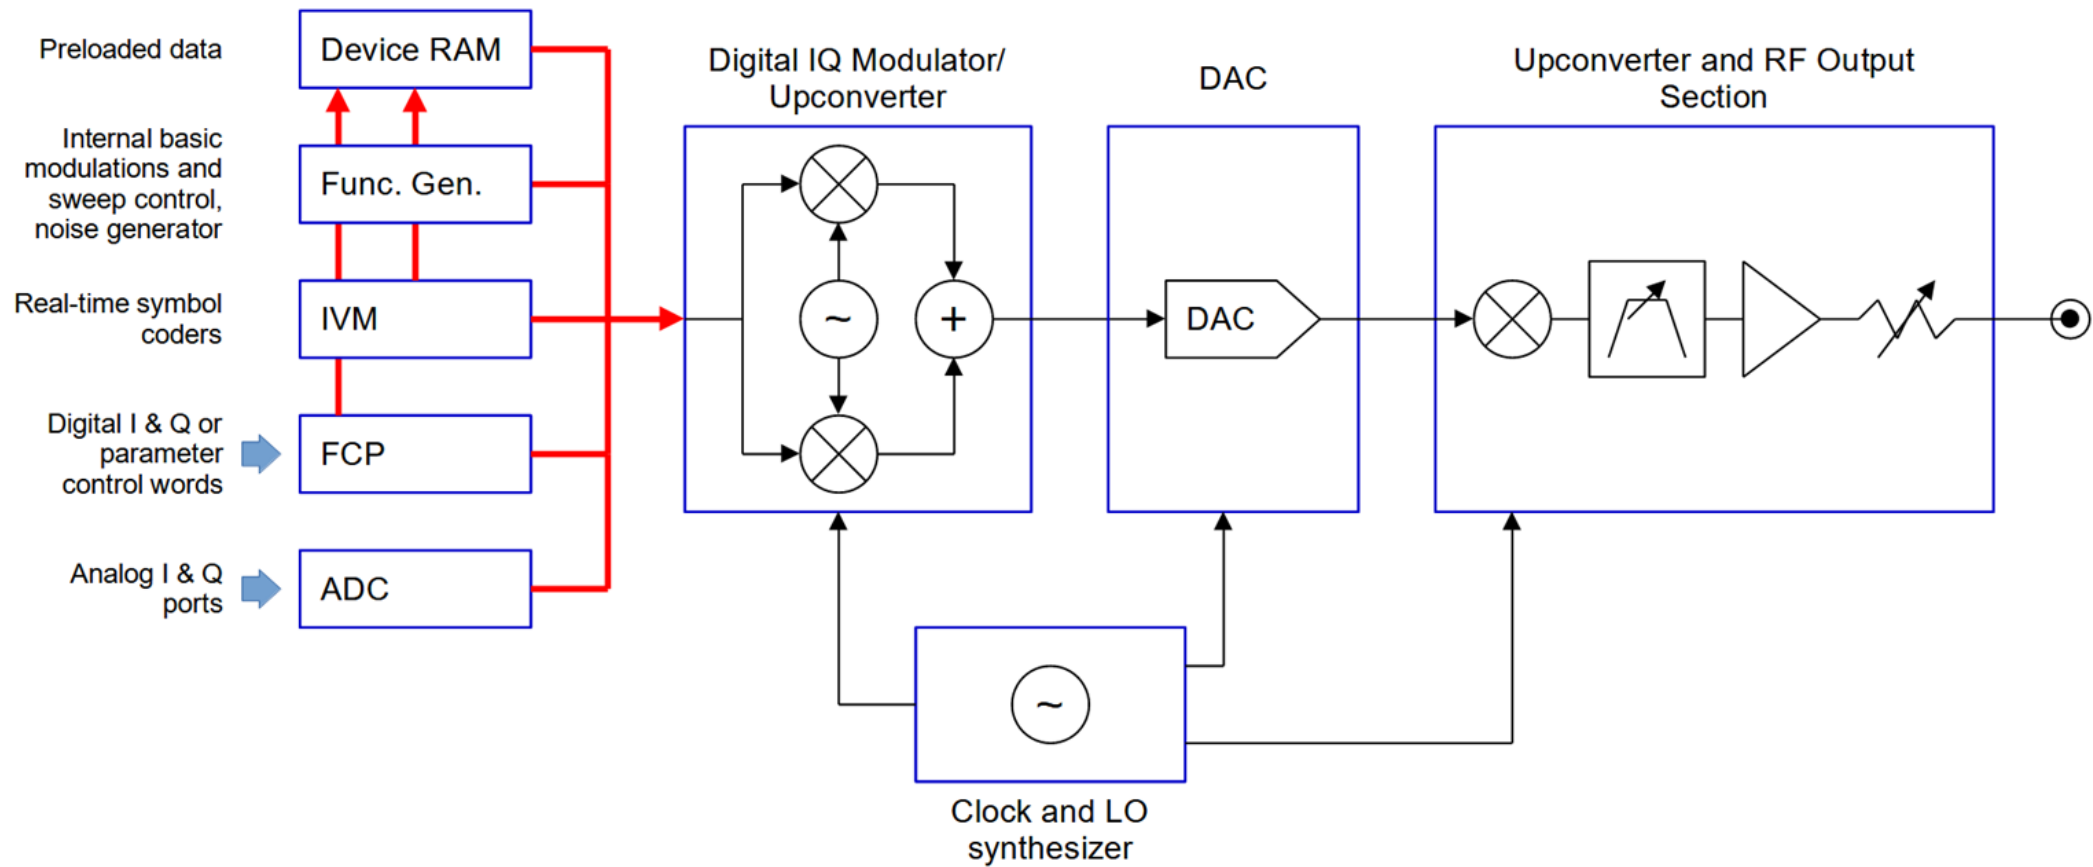 Preloaded data
Device RAM
Internal basic
modulations and
sweep control,
noise generator
Func. Gen.
Real-time symbol
coders
IVM
Digital I & Q or
parameter
control words
FCP
Analog I & Q
ports
ADC
Digital IQ Modulator/
Upconverter
~
+
DAC
DAC
Upconverter and RF Output
Section
~
Clock and LO
synthesizer